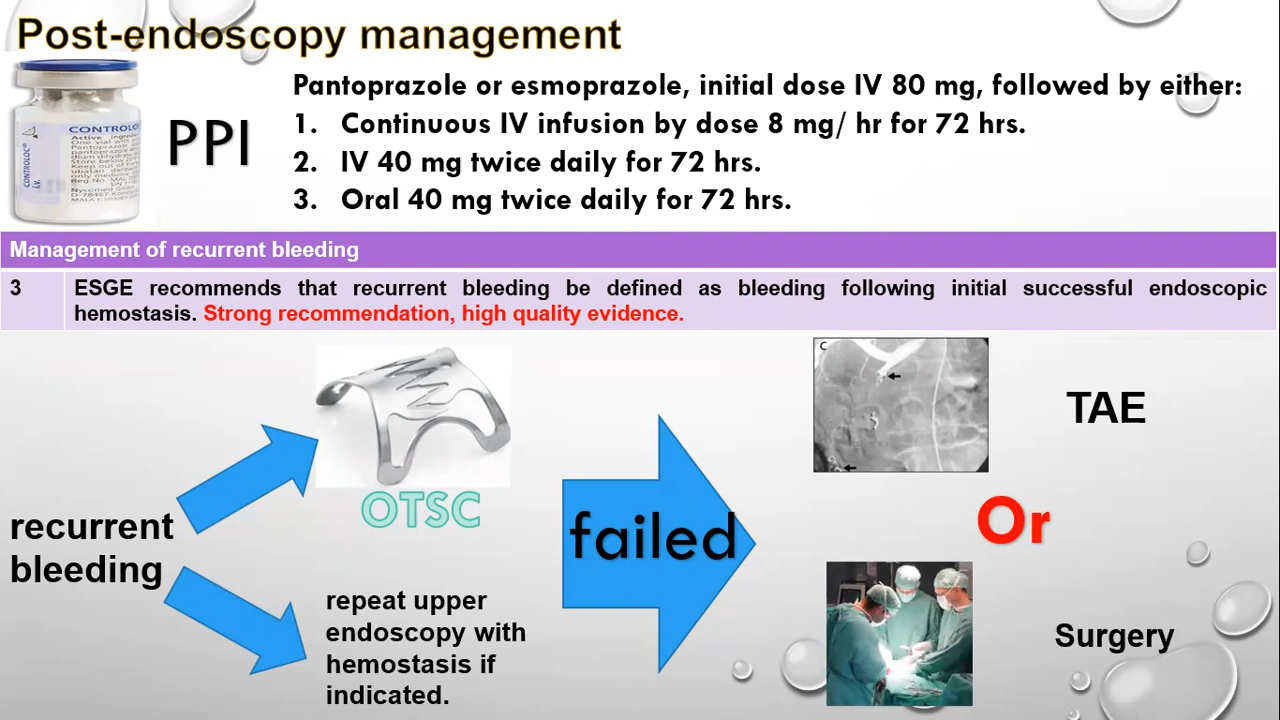 Post-endoscopy management
PPI
Pantoprazole or esmoprazole, initial dose IV 80 mg, followed by either:
1. Continuous IV infusion by dose 8 mg/ hr for 72 hrs.
2. IV 40 mg twice daily for 72 hrs.
3. Oral 40 mg twice daily for 72 hrs.
CONTROLOC
CONTROLOC®
i.v.
Management of recurrent bleeding
3 ESGE recommends that recurrent bleeding be defined as bleeding following initial successful endoscopic
hemostasis. Strong recommendation, high quality evidence.
recurrent
bleeding
OTSC
repeat upper
endoscopy with
hemostasis if
indicated.
failed
C
TAE
Or
Surgery